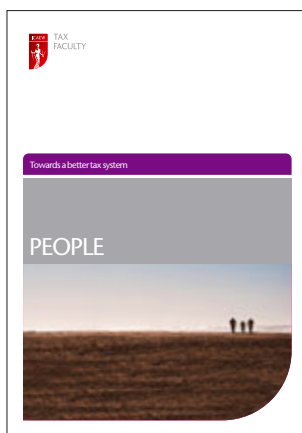 ICAEW
TAX
FACULTY
Towards a better tax system
PEOPLE